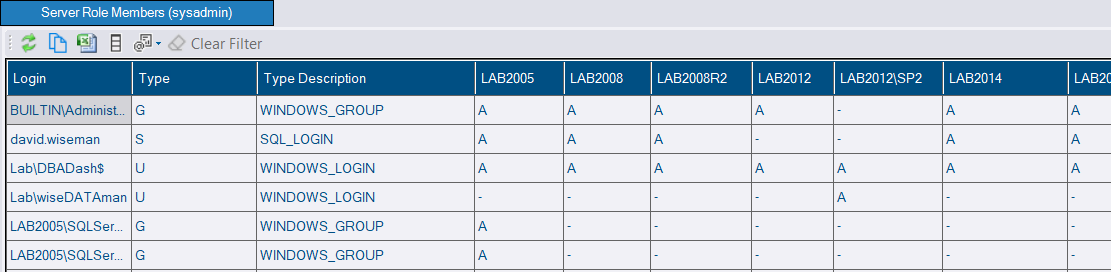 Server Role Members (sysadmin)
Clear Filter
Login Type Type Description LAB2005 LAB2008 LAB2008R2 LAB2012 LAB2012\SP2 LAB2014 LAB20
BUILTIN\Administ... G WINDOWS_GROUP A A A A - A A
david.wiseman S SQL_LOGIN A A A - - A A
Lab\DBADash$ U WINDOWS_LOGIN A A A A A A A
Lab\wiseDATAman U WINDOWS_LOGIN - - - - A - -
LAB2005\SQLSer... G WINDOWS_GROUP A - - - - - -
LAB2005\SQLSer... G WINDOWS_GROUP A - - - - - -